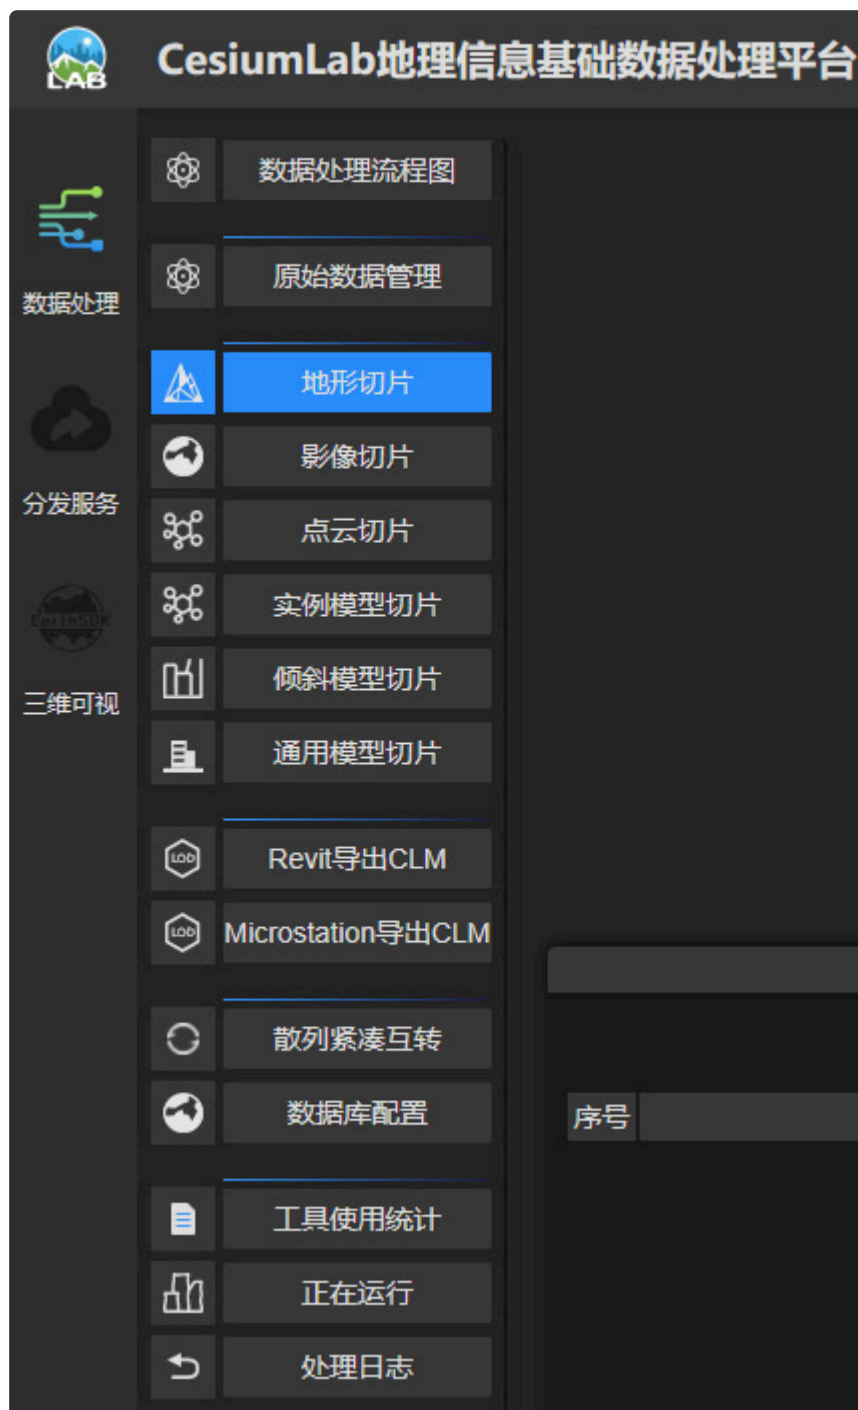 LAB
CesiumLab地理信息基础数据处理平台
数据处理
分发服务
EarthSDK
三维可视
数据处理流程图
原始数据管理
地形切片
影像切片
点云切片
实例模型切片
倾斜模型切片
通用模型切片
LOD
Revit导出CLM
LOD
Microstation导出CLM
散列紧凑互转
数据库配置
工具使用统计
正在运行
处理日志
序号